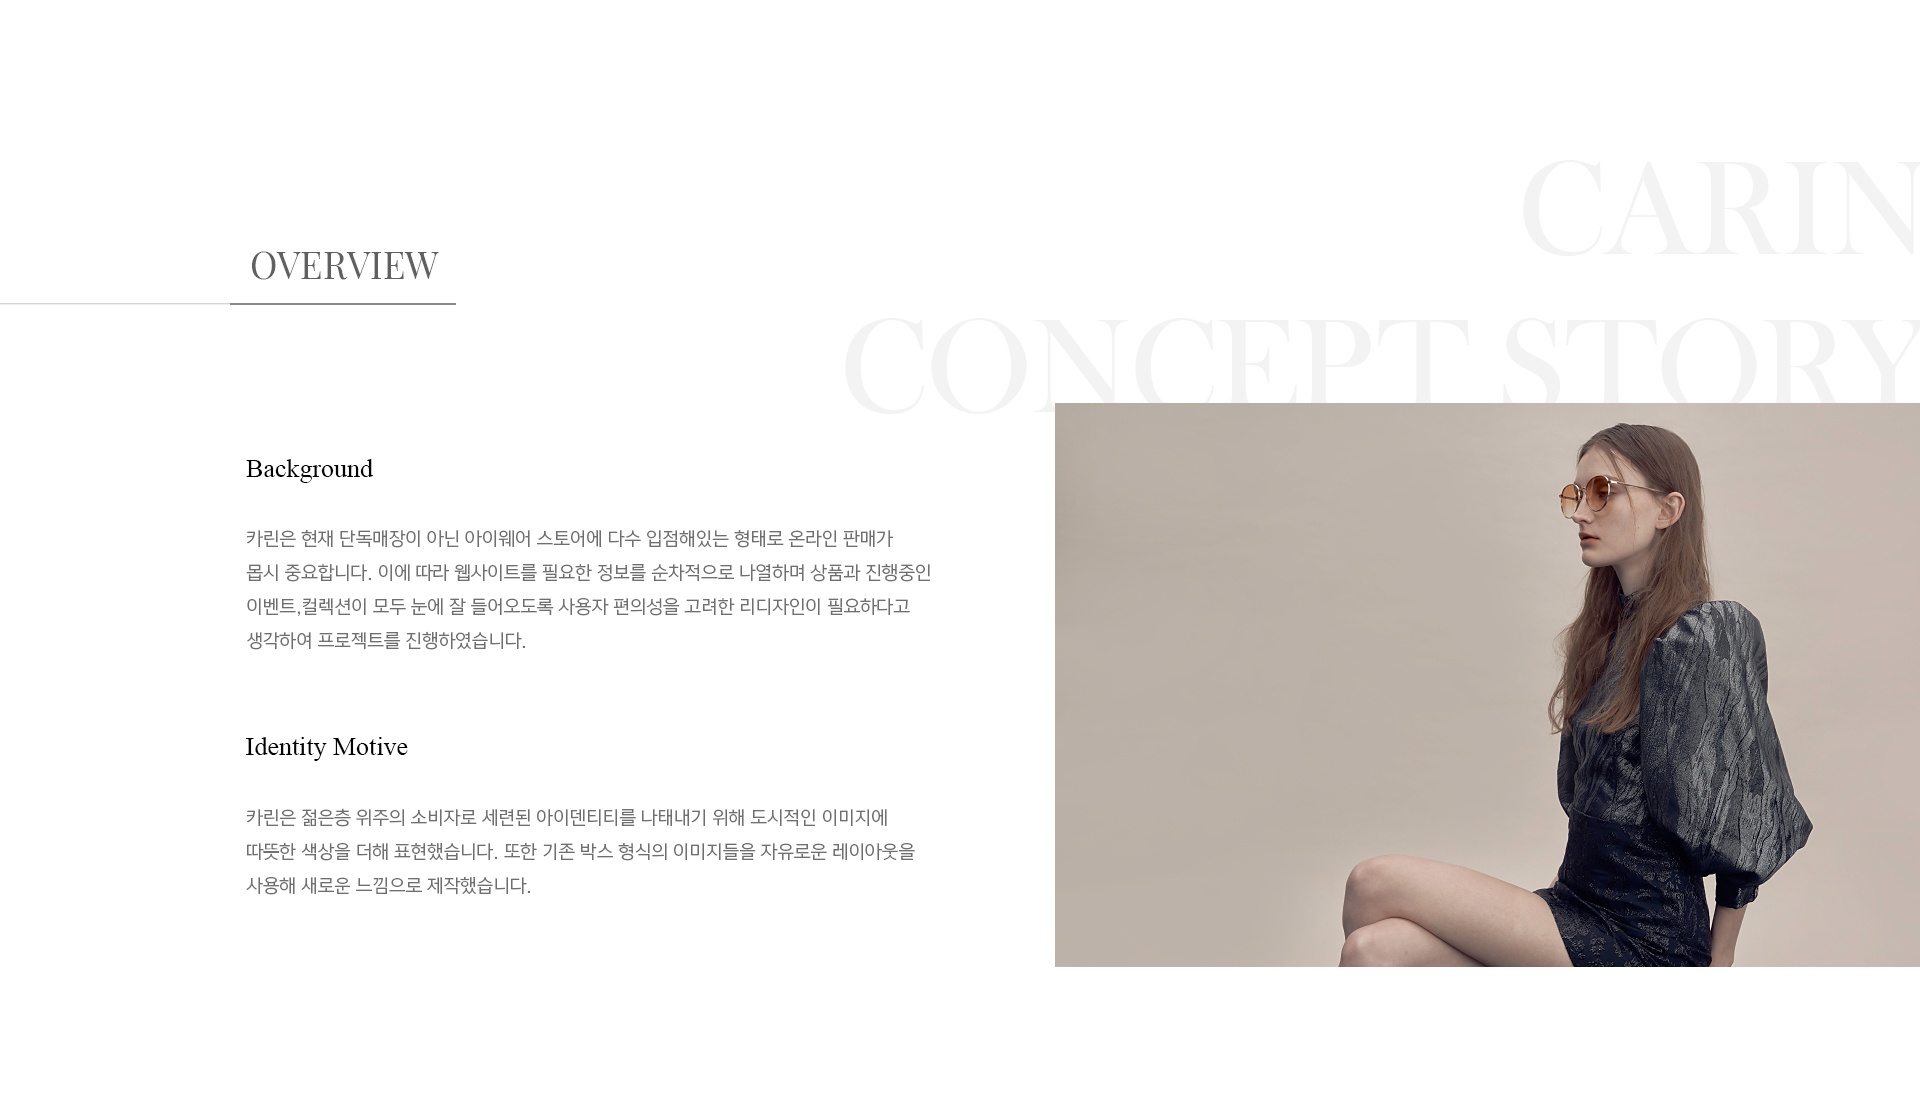 CARIN
OVERVIEW
CONCEPT STORY
Background
카린은 현재 단독매장이 아닌 아이웨어 스토어에 다수 입점해있는 형태로 온라인 판매가
몹시 중요합니다. 이에 따라 웹사이트를 필요한 정보를 순차적으로 나열하며 상품과 진행중인
이벤트,컬렉션이 모두 눈에 잘 들어오도록 사용자 편의성을 고려한 리디자인이 필요하다고
생각하여 프로젝트를 진행하였습니다.
Identity Motive
카린은 젊은층 위주의 소비자로 세련된 아이덴티티를 나태내기 위해 도시적인 이미지에
따뜻한 색상을 더해 표현했습니다. 또한 기존 박스 형식의 이미지들을 자유로운 레이아웃을
사용해 새로운 느낌으로 제작했습니다.